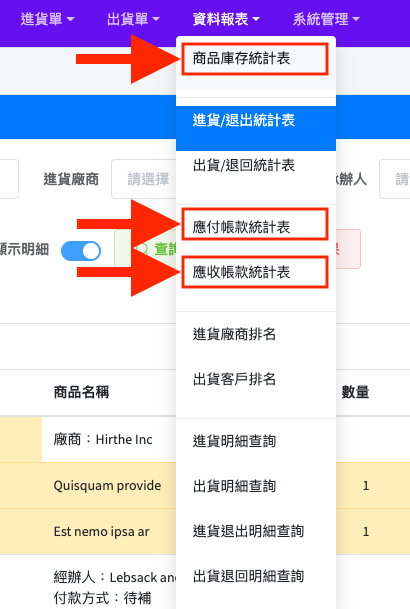 進貨單 出貨單 資料報表 系統管理
商品庫存統計表
進貨/退出統計表
出貨/退回統計表
進貨廠商 請選擇 辦人 請
應付帳款統計表
顯示明細 查詢
應收帳款統計表
進貨廠商排名
出貨客戶排名
商品名稱 數量
廠商：Hirthe Inc
進貨明細查詢
Quisquam provide 1
出貨明細查詢
Est nemo ipsa ar 1
進貨退出明細查詢
經辦人：Lebsack and
出貨退回明細查詢
付款方式：待補